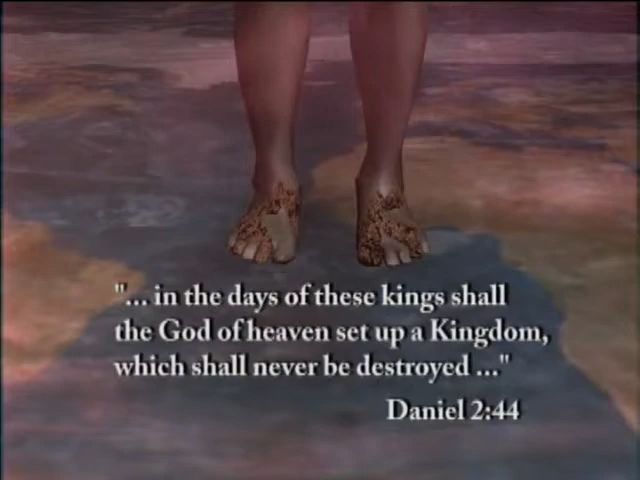 "... in the days of these kings shall
the God of heaven set up a Kingdom,
which shall never be destroyed ..."
Daniel 2:44